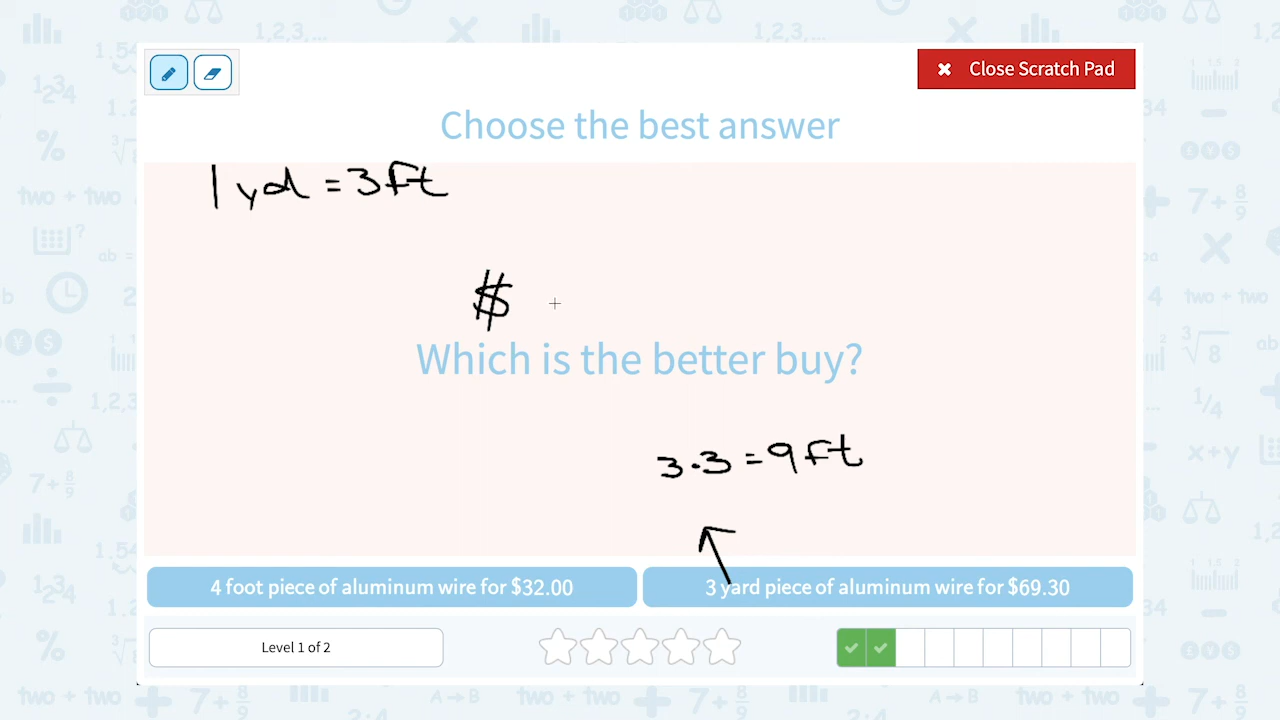 Close Scratch Pad
Choose the best answer
1 yd = 3 ft
$
Which is the better buy?
3·3 = 9 ft
4 foot piece of aluminum wire for $32.00
3 yard piece of aluminum wire for $69.30
Level 1 of 2